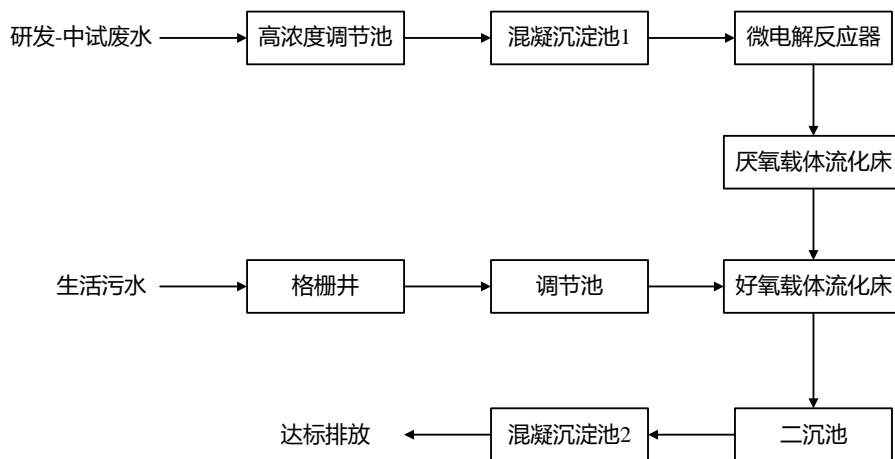 研发-中试废水
高浓度调节池
混凝沉淀池1
微电解反应器
厌氧载体流化床
生活污水
格栅井
调节池
好氧载体流化床
达标排放
混凝沉淀池2
二沉池